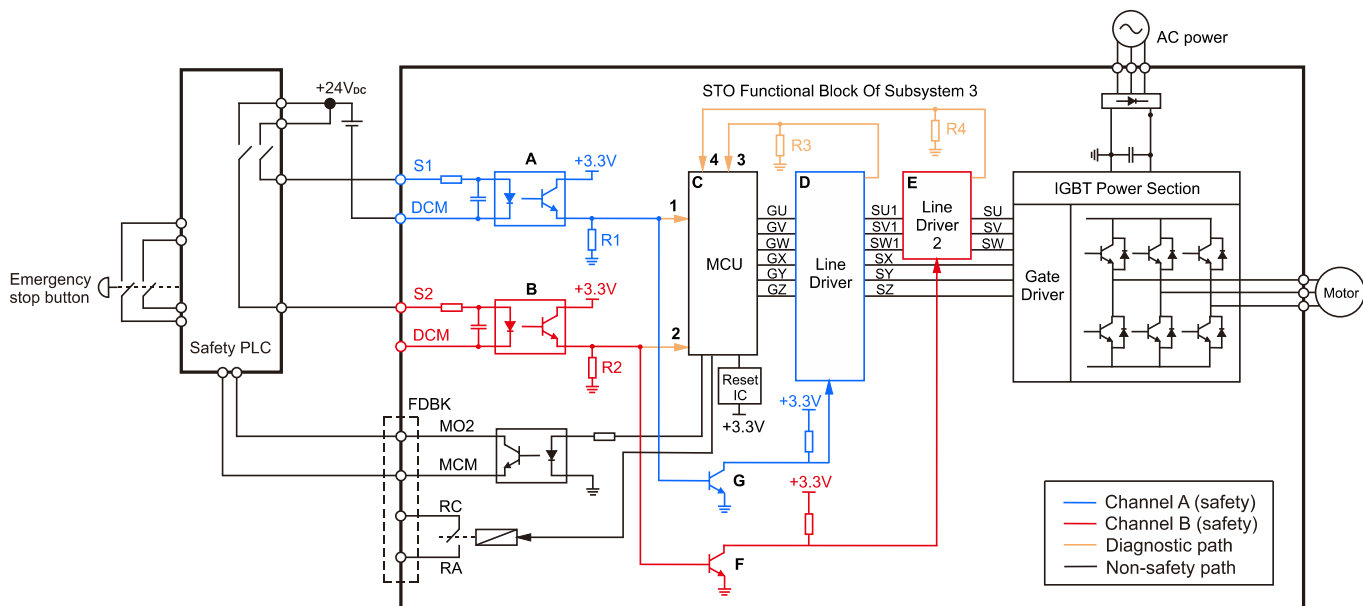 AC power
STO Functional Block Of Subsystem 3
+24VDC
R4
R3
S1
A
+3.3V
4
3
C
D
E
DCM
1
R1
MCU
GU
GV
GW
GX
GY
GZ
Line
Driver
SU1
SV1
SW1
SX
SY
SZ
Line
Driver
2
SU
SV
SW
IGBT Power Section
Gate
Driver
Motor
Emergency
stop button
S2
B
+3.3V
DCM
2
R2
Safety PLC
Reset
IC
+3.3V
+3.3V
FDBK
MO2
MCM
G
+3.3V
RC
RA
F
Channel A (safety)
Channel B (safety)
Diagnostic path
Non-safety path